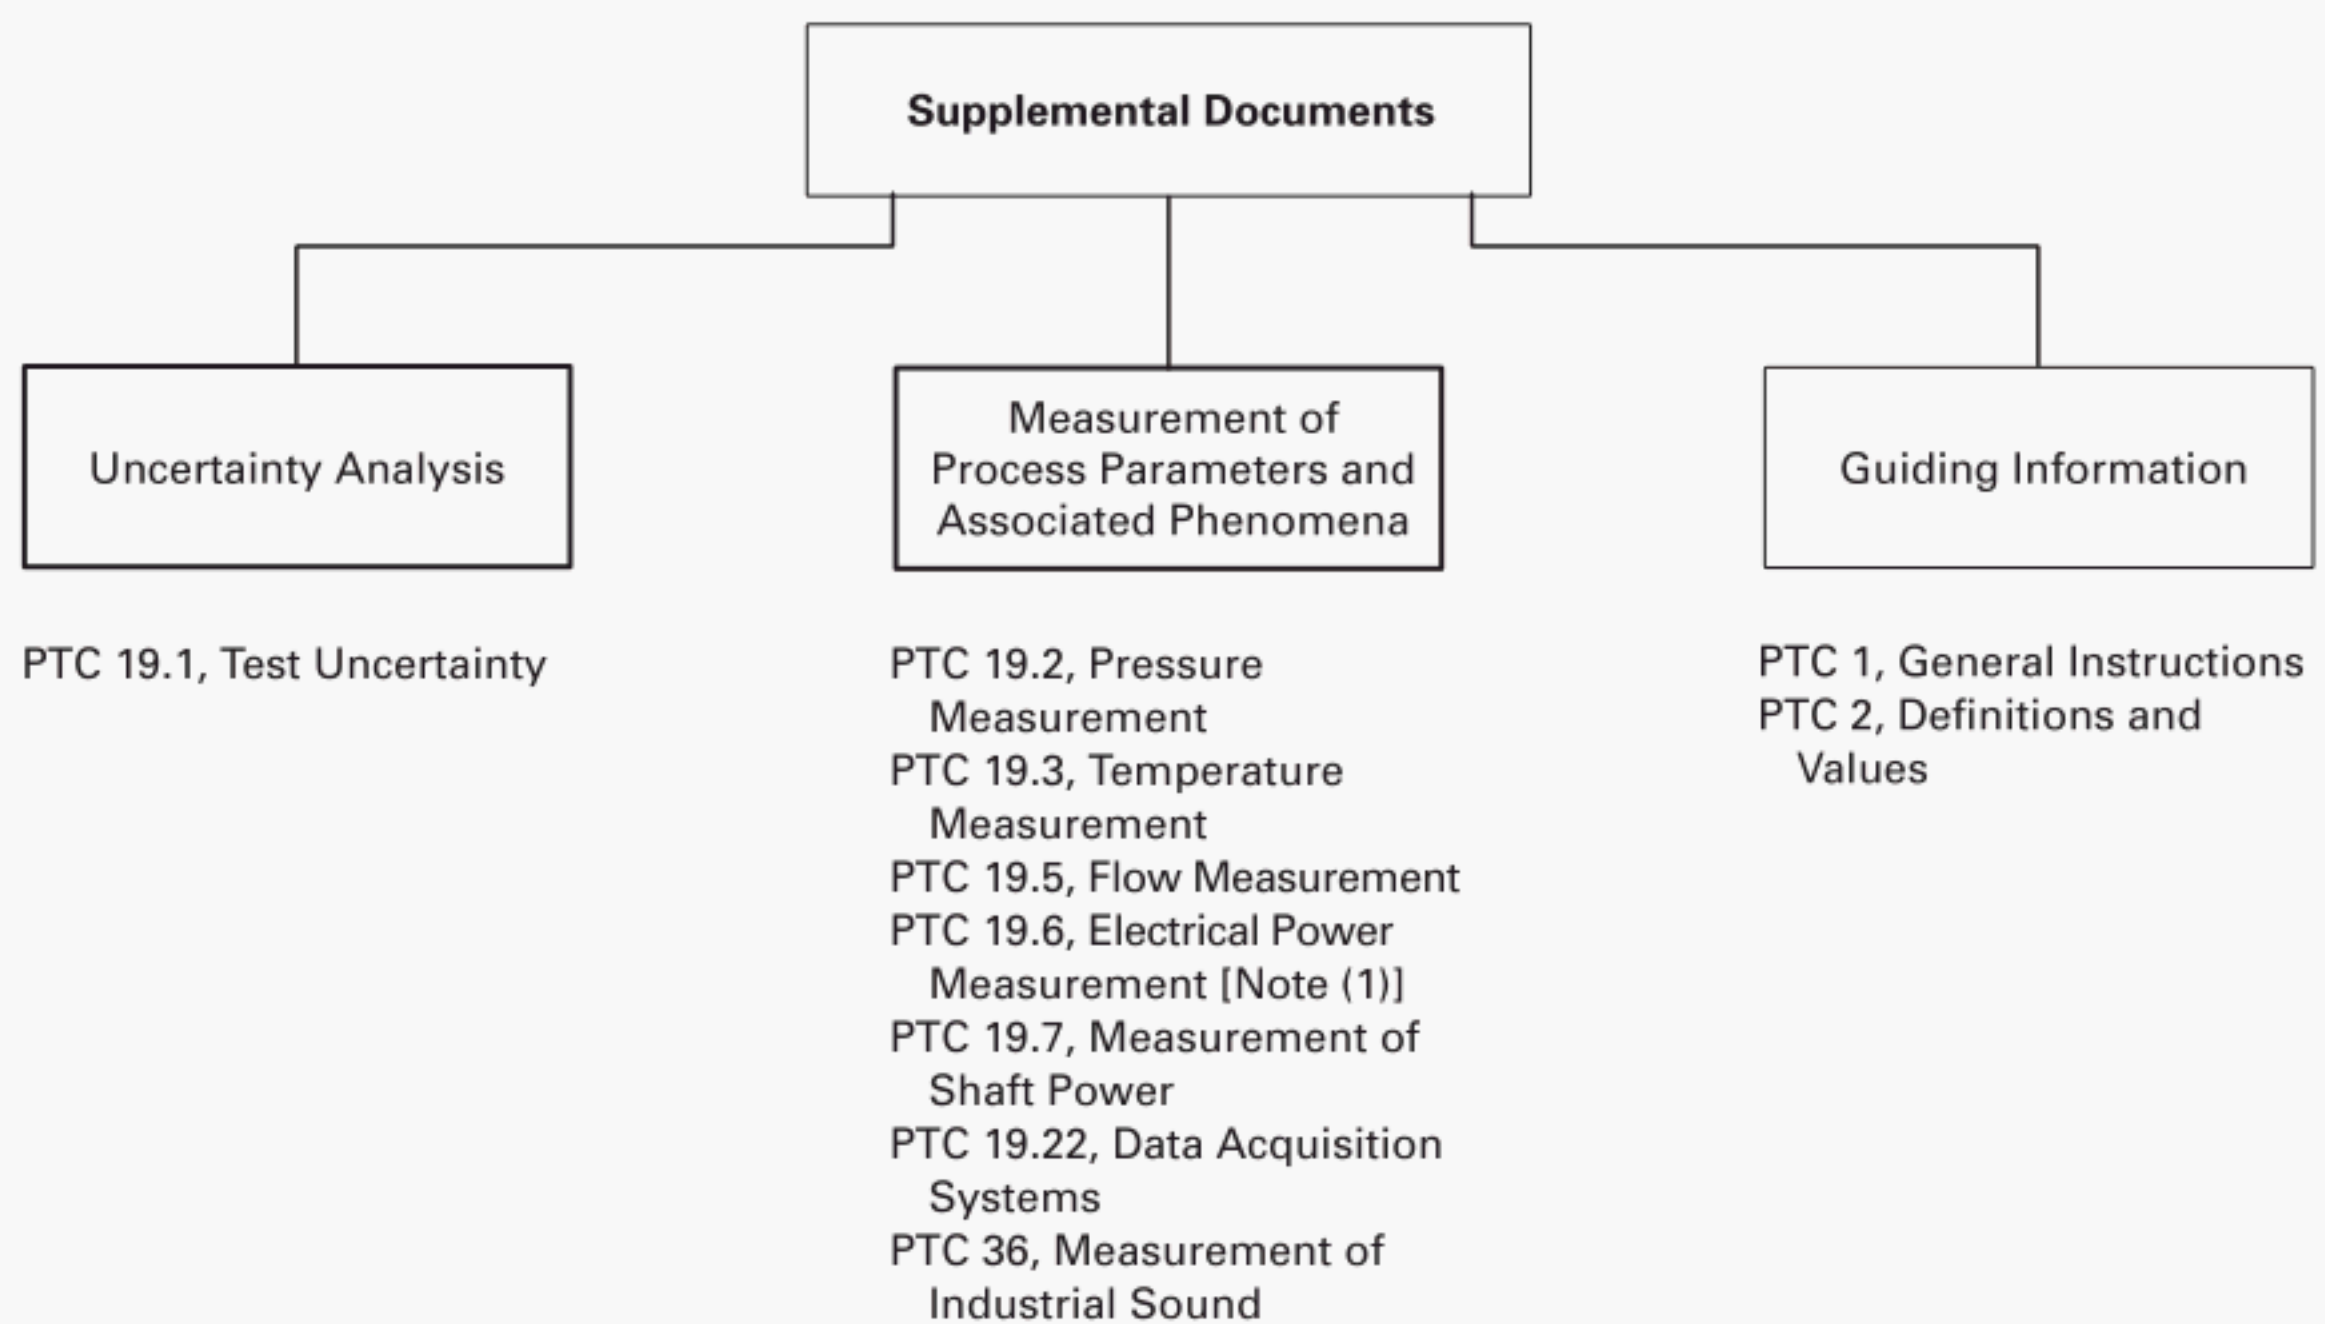 Supplemental Documents
Uncertainty Analysis
Measurement of
Process Parameters and
Associated Phenomena
Guiding Information
PTC 19.1, Test Uncertainty
PTC 19.2, Pressure
Measurement
PTC 19.3, Temperature
Measurement
PTC 19.5, Flow Measurement
PTC 19.6, Electrical Power
Measurement [Note (1)]
PTC 19.7, Measurement of
Shaft Power
PTC 19.22, Data Acquisition
Systems
PTC 36, Measurement of
Industrial Sound
PTC 1, General Instructions
PTC 2, Definitions and
Values